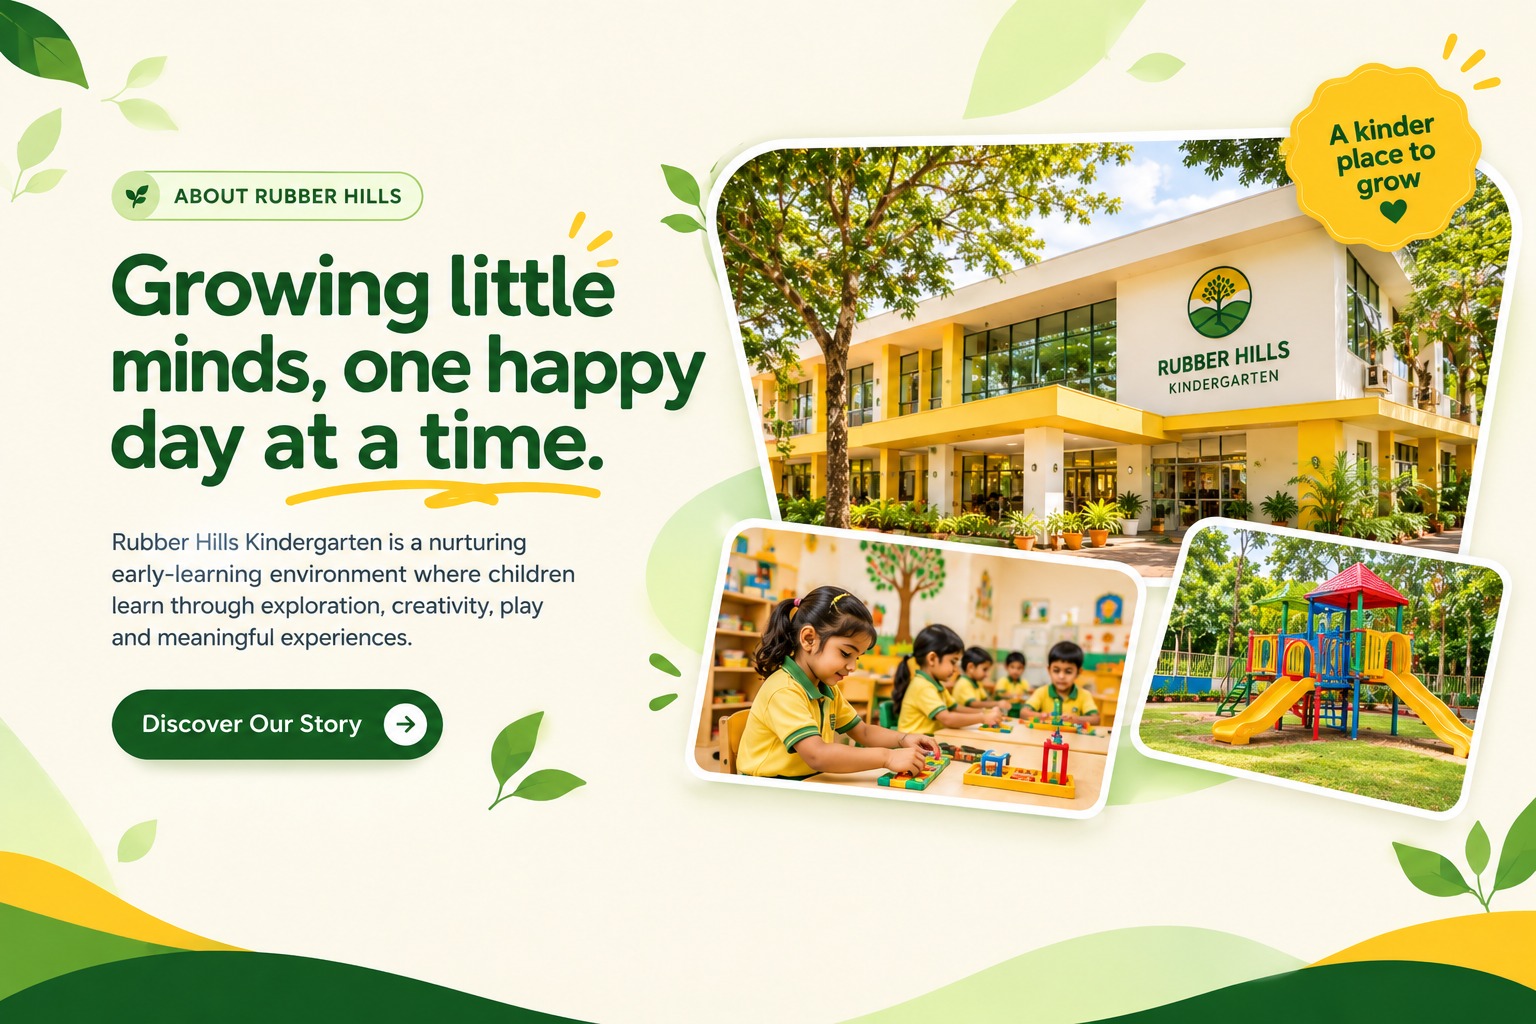 ABOUT RUBBER HILLS
Growing little
minds, one happy
day at a time.
Rubber Hills Kindergarten is a nurturing
early-learning environment where children
learn through exploration, creativity, play
and meaningful experiences.
Discover Our Story
A kinder
place to
grow
RUBBER HILLS
KINDERGARTEN